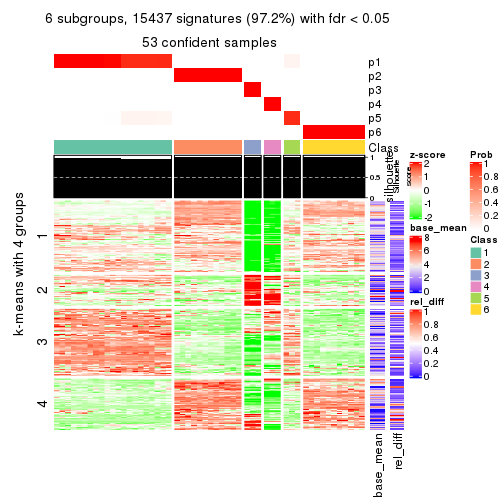 6 subgroups, 15437 signatures (97.2%) with fdr < 0.05
53 confident samples
p1
p2
p3
p4
p5
p6
Class
1
0.5
0
silhouette
Silhouette
score
k-means with 4 groups
1
2
3
4
base_mean
rel_diff
z-score
2
1
0
-1
-2
base_mean
8
6
4
2
0
rel_diff
1
0.8
0.6
0.4
0.2
0
Prob
1
0.8
0.6
0.4
0.2
0
Class
1
2
3
4
5
6